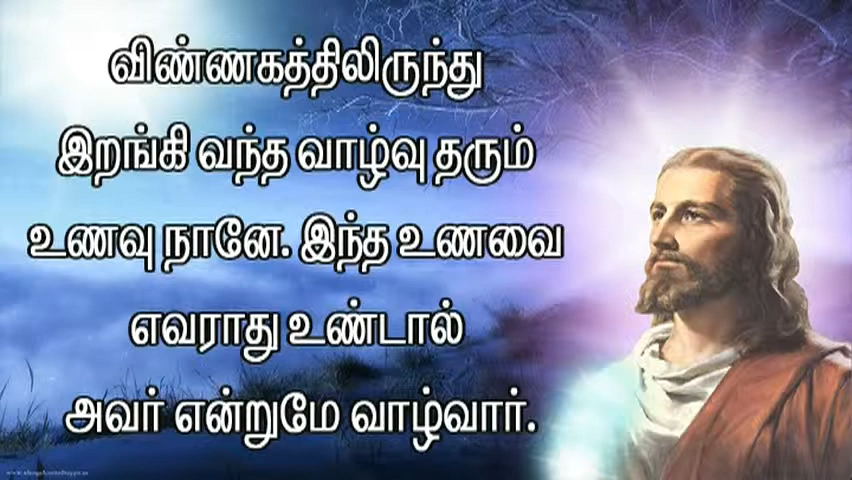 விண்ணகத்திலிருந்து
இறங்கி வந்த வாழ்வு தரும்
உணவு நானே. இந்த உணவை
எவராது உண்டால்
அவர் என்றுமே வாழ்வார்.